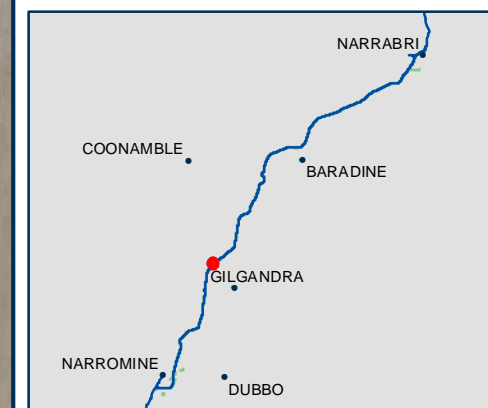 NARRABRI
COONAMBLE
BARADINE
GILGANDRA
NARROMINE
DUBBO